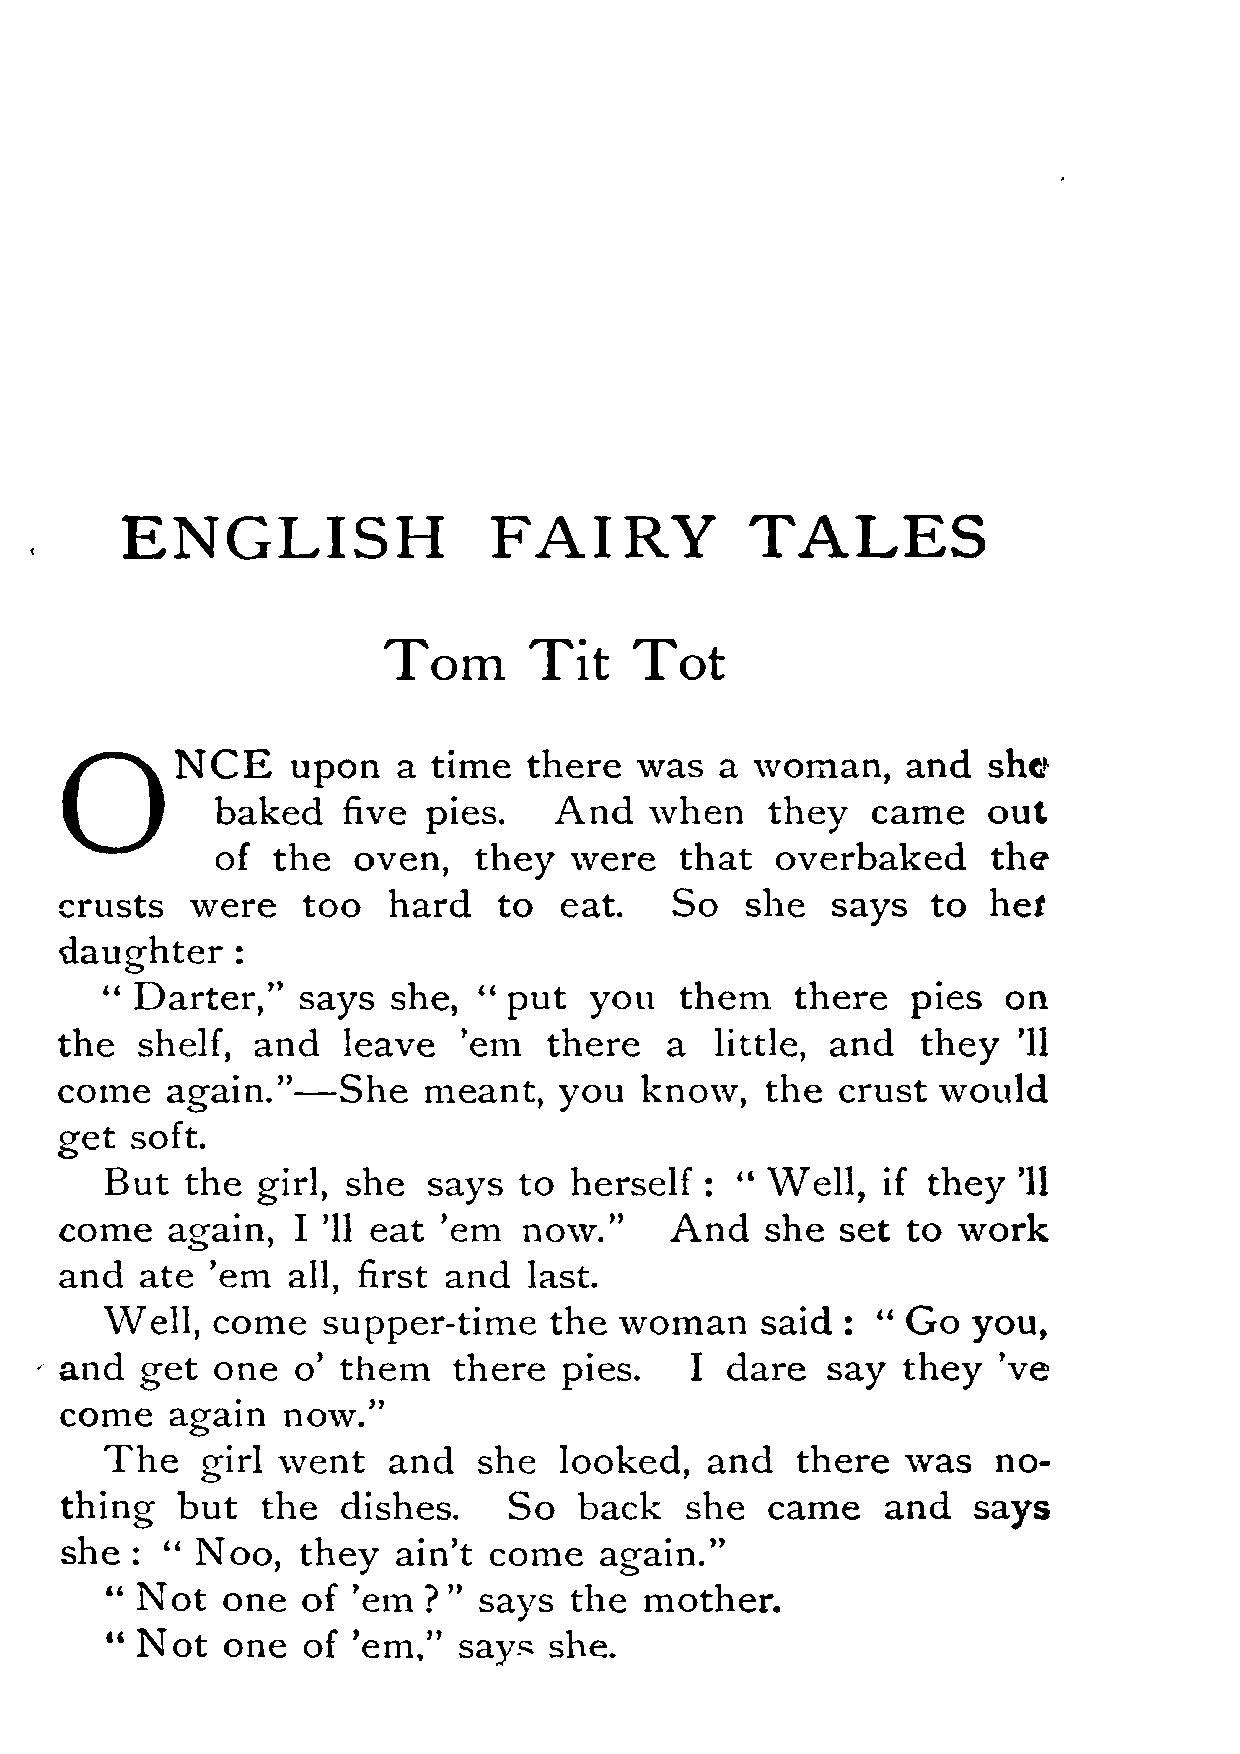 ENGLISH FAIRY TALES
Tom Tit Tot
ONCE upon a time there was a woman, and she
baked five pies. And when they came out
of the oven, they were that overbaked the
crusts were too hard to eat. So she says to her
daughter :
“ Darter,” says she, “ put you them there pies on
the shelf, and leave ’em there a little, and they ’ll
come again.”—She meant, you know, the crust would
get soft.
But the girl, she says to herself : “ Well, if they ’ll
come again, I ’ll eat ’em now.” And she set to work
and ate ’em all, first and last.
Well, come supper-time the woman said : “ Go you,
and get one o’ them there pies. I dare say they ’ve
come again now.”
The girl went and she looked, and there was no-
thing but the dishes. So back she came and says
she : “ Noo, they ain’t come again.”
“ Not one of ’em ? ” says the mother.
“ Not one of ’em,” says she.